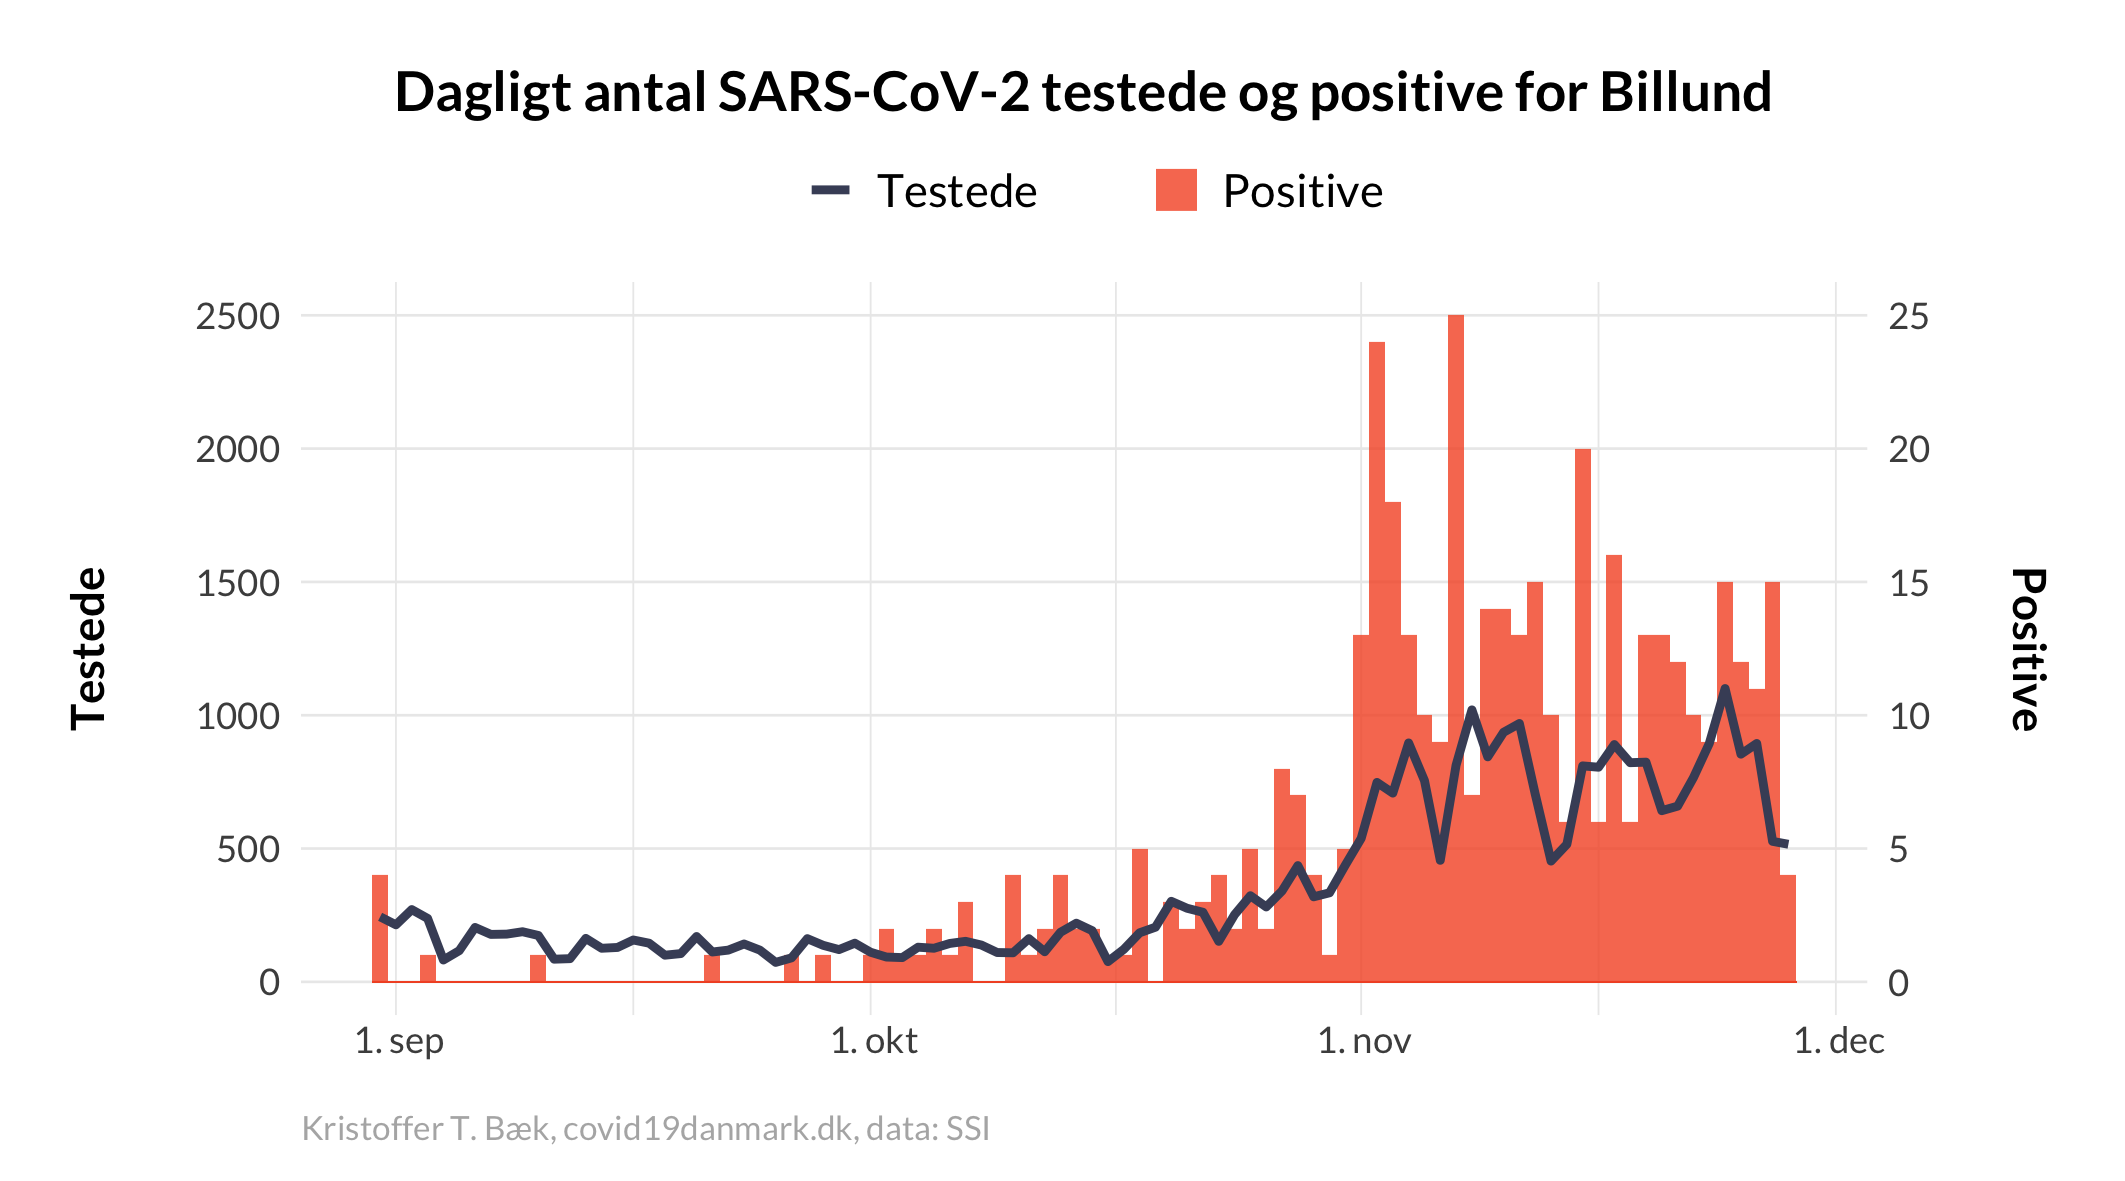 Dagligt antal SARS-CoV-2 testede og positive for Billund
Testede
Positive
2500
2000
1500
1000
500
0
Testede
25
20
15
10
5
0
Positive
1. sep
1. okt
1. nov
1. dec
Kristoffer T. Bæk, covid19danmark.dk, data: SSI